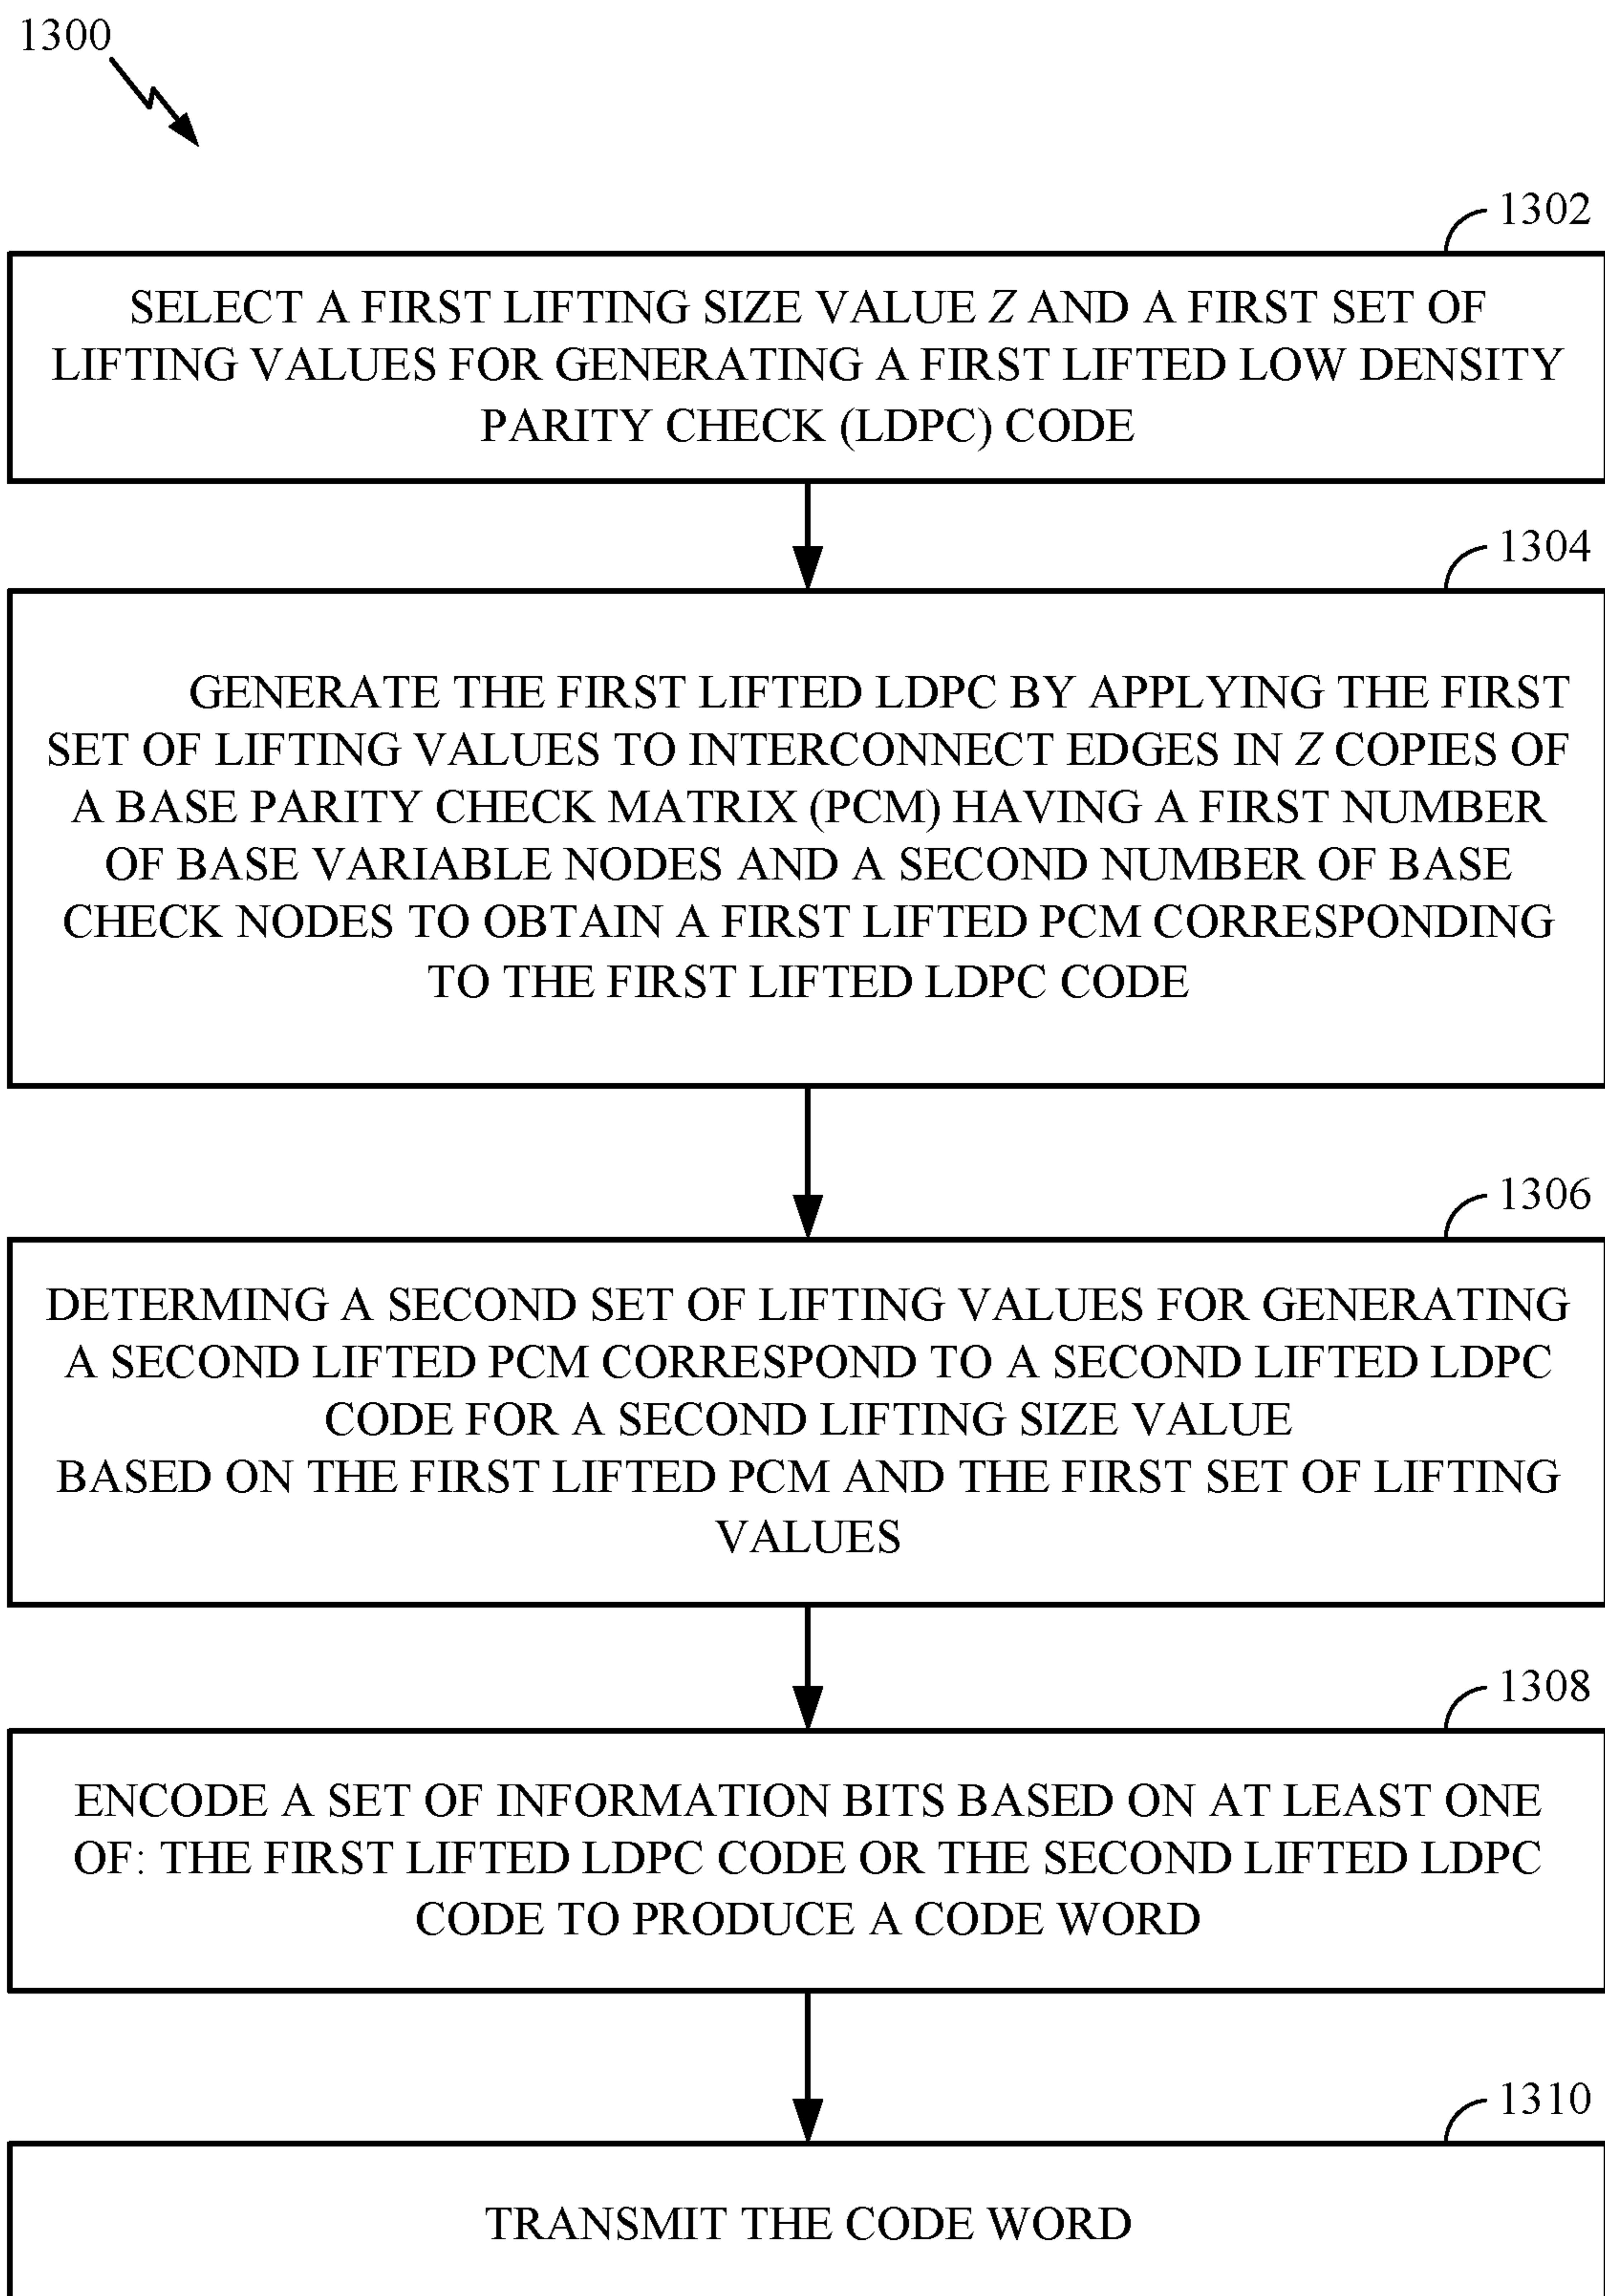 1300
1302
SELECT A FIRST LIFTING SIZE VALUE Z AND A FIRST SET OF
LIFTING VALUES FOR GENERATING A FIRST LIFTED LOW DENSITY
PARITY CHECK (LDPC) CODE
1304
GENERATE THE FIRST LIFTED LDPC BY APPLYING THE FIRST
SET OF LIFTING VALUES TO INTERCONNECT EDGES IN Z COPIES OF
A BASE PARITY CHECK MATRIX (PCM) HAVING A FIRST NUMBER
OF BASE VARIABLE NODES AND A SECOND NUMBER OF BASE
CHECK NODES TO OBTAIN A FIRST LIFTED PCM CORRESPONDING
TO THE FIRST LIFTED LDPC CODE
1306
DETERMING A SECOND SET OF LIFTING VALUES FOR GENERATING
A SECOND LIFTED PCM CORRESPOND TO A SECOND LIFTED LDPC
CODE FOR A SECOND LIFTING SIZE VALUE
BASED ON THE FIRST LIFTED PCM AND THE FIRST SET OF LIFTING
VALUES
1308
ENCODE A SET OF INFORMATION BITS BASED ON AT LEAST ONE
OF: THE FIRST LIFTED LDPC CODE OR THE SECOND LIFTED LDPC
CODE TO PRODUCE A CODE WORD
1310
TRANSMIT THE CODE WORD